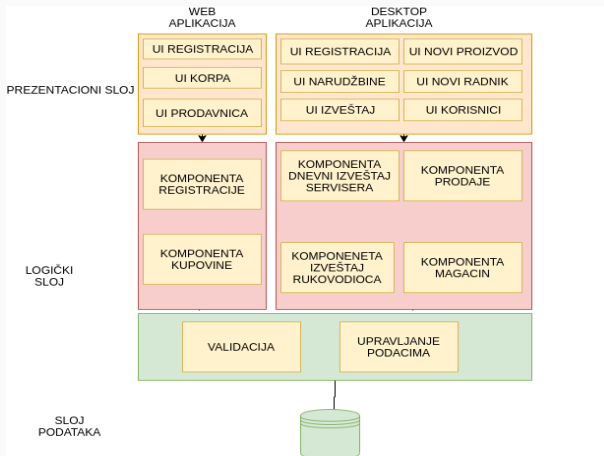 WEB
APLIKACIJA
DESKTOP
APLIKACIJA
PREZENTACIONI SLOJ
UI REGISTRACIJA
UI KORPA
UI PRODAVNICA
UI REGISTRACIJA
UI NOVI PROIZVOD
UI NARUDŽBINE
UI NOVI RADNIK
UI IZVEŠTAJ
UI KORISNICI
LOGIČKI
SLOJ
KOMPONENTA
REGISTRACIJE
KOMPONENTA
KUPOVINE
KOMPONENTA
DNEVNI IZVEŠTAJ
SERVISERA
KOMPONENTA
PRODAJE
KOMPONENETA
IZVEŠTAJ
RUKOVODIOCA
KOMPONENTA
MAGACIN
VALIDACIJA
UPRAVLJANJE
PODACIMA
SLOJ
PODATAKA